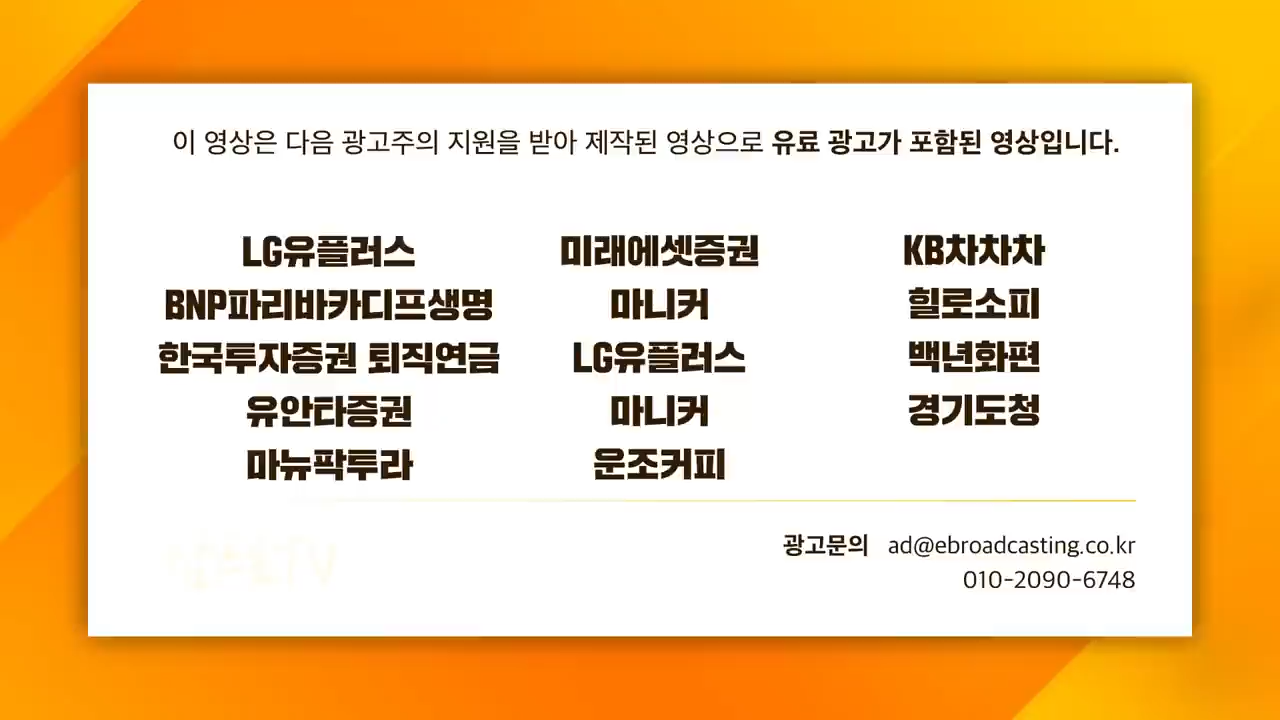 이 영상은 다음 광고주의 지원을 받아 제작된 영상으로 유료 광고가 포함된 영상입니다.
LG유플러스 미래에셋증권 KB차차차
BNP파리바카디프생명 마니커 힐로소피
한국투자증권 퇴직연금 LG유플러스 백년화편
유안타증권 마니커 경기도청
마뉴팍투라 운조커피
광고문의 ad@ebroadcasting.co.kr
010-2090-6748